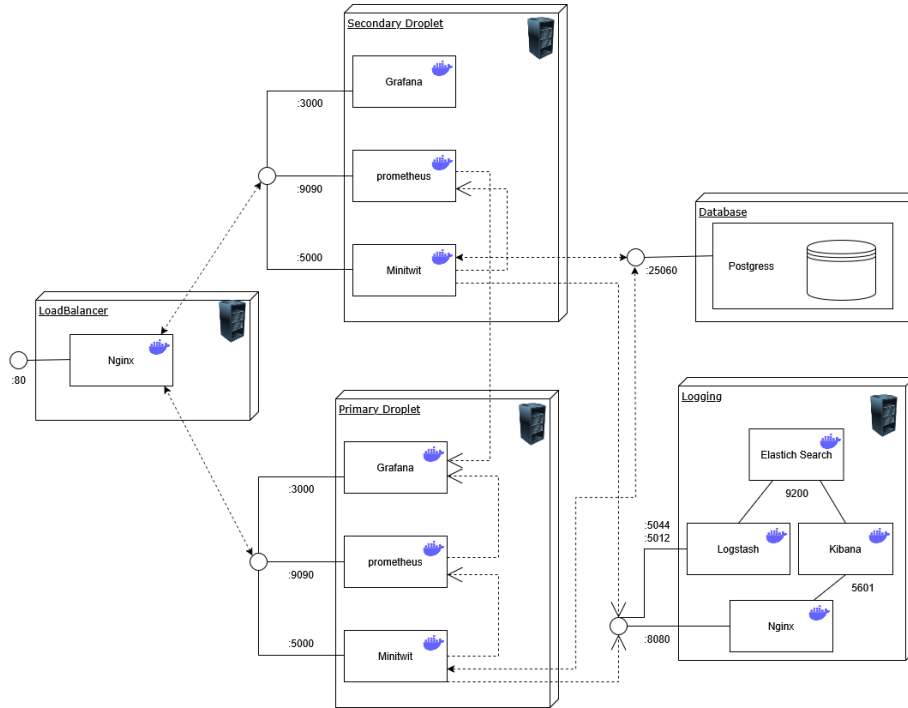 Secondary Droplet
Grafana
:3000
prometheus
:9090
:5000
Minitwit
Database
Postgress
:25060
LoadBalancer
Nginx
:80
Primary Droplet
Grafana
:3000
prometheus
:9090
:5000
Minitwit
Logging
Elastich Search
9200
:5044
:5012
Logstash
Kibana
5601
Nginx
:8080